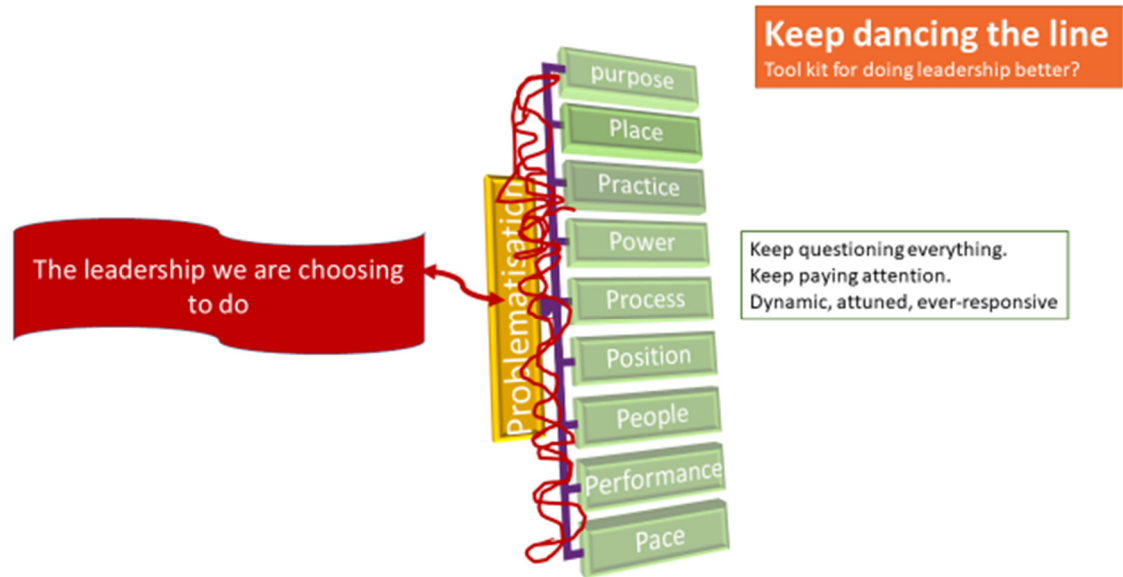 Keep dancing the line
Tool kit for doing leadership better?
purpose
Place
Practice
Power
Process
Position
People
Performance
Pace
Problematisation
The leadership we are choosing
to do
Keep questioning everything.
Keep paying attention.
Dynamic, attuned, ever-responsive